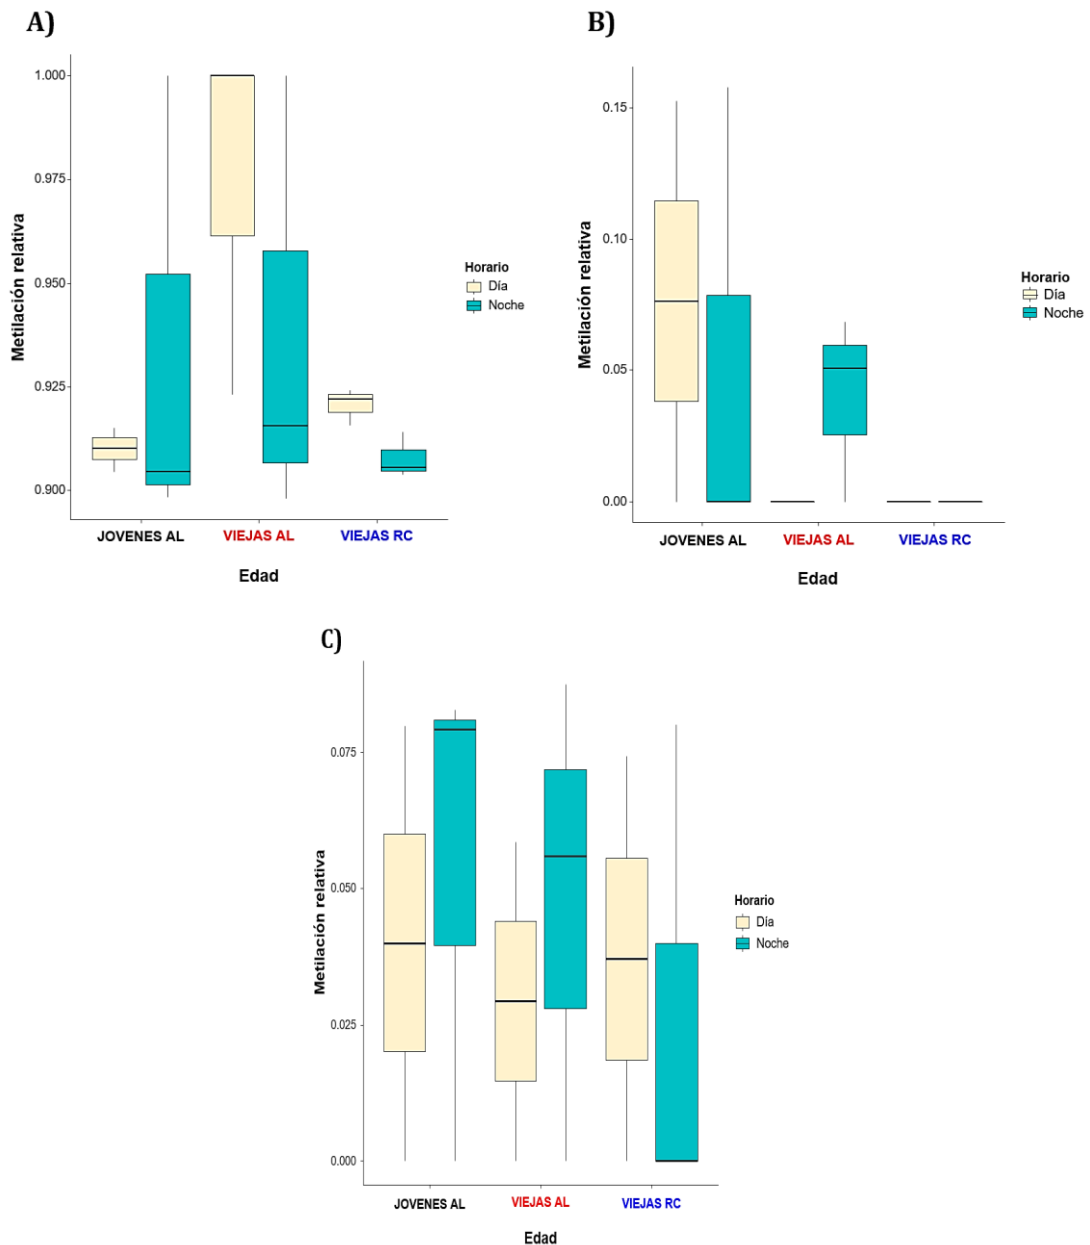 A)
Metilación relativa
1.000
0.975
0.950
0.925
0.900
JOVENES AL
VIEJAS AL
VIEJAS RC
Edad
Horario
Día
Noche
B)
Metilación relativa
0.15
0.10
0.05
0.00
JOVENES AL
VIEJAS AL
VIEJAS RC
Edad
Horario
Día
Noche
C)
Metilación relativa
0.075
0.050
0.025
0.000
JOVENES AL
VIEJAS AL
VIEJAS RC
Edad
Horario
Día
Noche